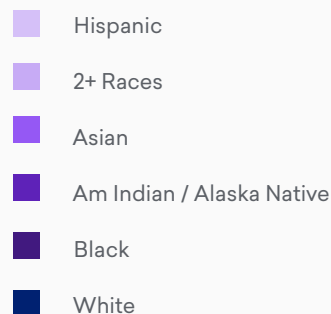 Hispanic
2+ Races
Asian
Am Indian / Alaska Native
Black
White